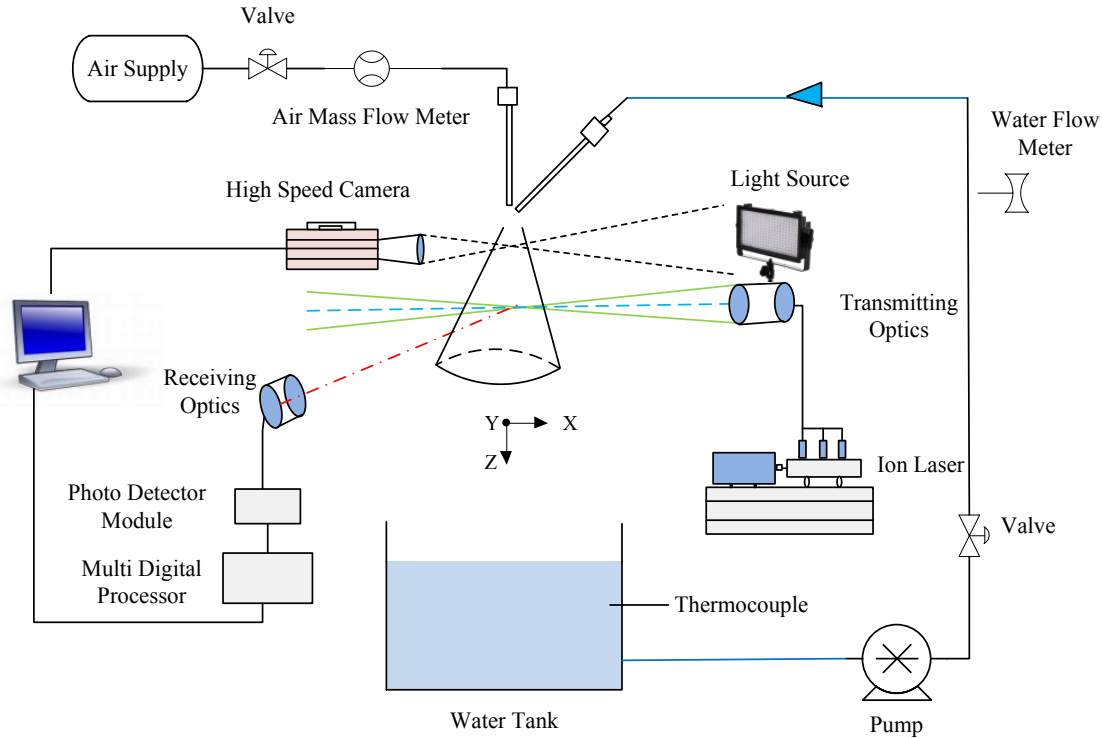 Valve
Air Supply
Air Mass Flow Meter
Water Flow
Meter
High Speed Camera
Light Source
Transmitting
Optics
Receiving
Optics
Y
X
Z
Ion Laser
Photo Detector
Module
Valve
Multi Digital
Processor
Thermocouple
Water Tank
Pump